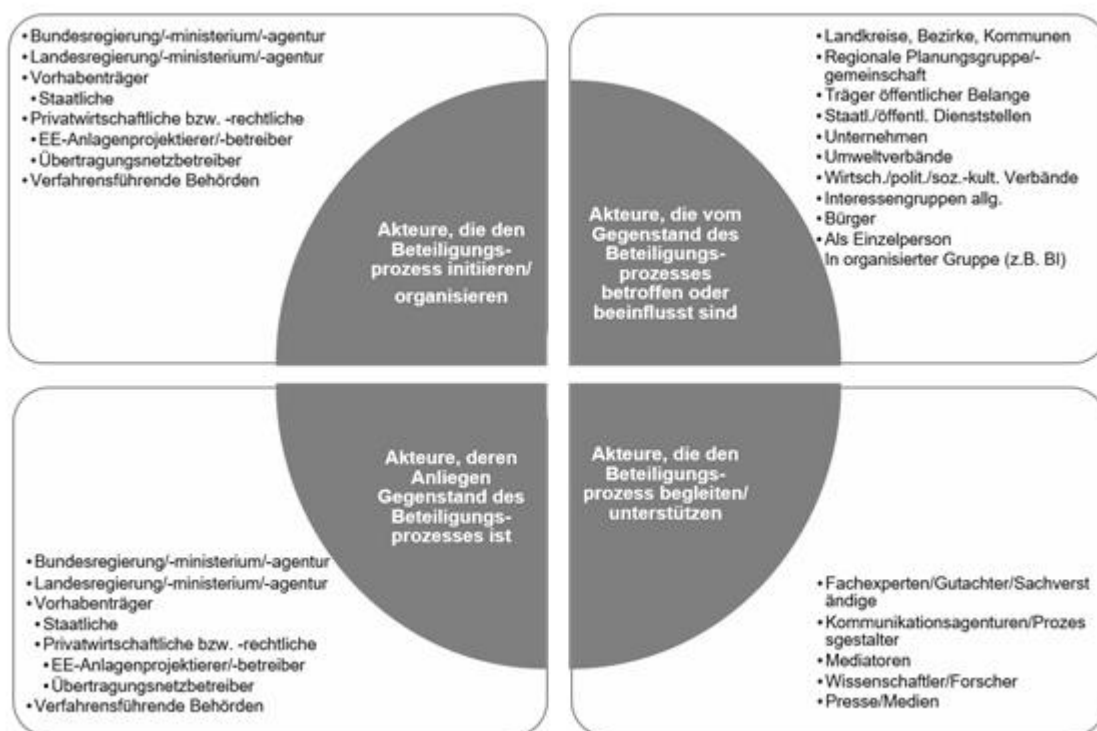 • Bundesregierung/-ministerium/-agentur
• Landesregierung/-ministerium/-agentur
• Vorhabenträger
• Staatliche
• Privatwirtschaftliche bzw. -rechtliche
• EE-Anlagenprojektierer/-betreiber
• Übertragungsnetzbetreiber
• Verfahrensführende Behörden
Akteure, die den
Beteiligungs-
prozess initiieren/
organisieren
• Landkreise, Bezirke, Kommunen
• Regionale Planungsgruppe/-
gemeinschaft
• Träger öffentlicher Belange
• Staatl./öffentl. Dienststellen
• Unternehmen
• Umweltverbände
• Wirtsch./polit./soz.-kult. Verbände
• Interessengruppen allg.
• Bürger
• Als Einzelperson
In organisierter Gruppe (z.B. BI)
Akteure, die vom
Gegenstand des
Beteiligungs-
prozesses
betroffen oder
beeinflusst sind
Akteure, deren
Anliegen
Gegenstand des
Beteiligungs-
prozesses ist
• Bundesregierung/-ministerium/-agentur
• Landesregierung/-ministerium/-agentur
• Vorhabenträger
• Staatliche
• Privatwirtschaftliche bzw. -rechtliche
• EE-Anlagenprojektierer/-betreiber
• Übertragungsnetzbetreiber
• Verfahrensführende Behörden
Akteure, die den
Beteiligungs-
prozess begleiten/
unterstützen
• Fachexperten/Gutachter/Sachverst
ändige
• Kommunikationsagenturen/Prozes
sgestalter
• Mediatoren
• Wissenschaftler/Forscher
• Presse/Medien